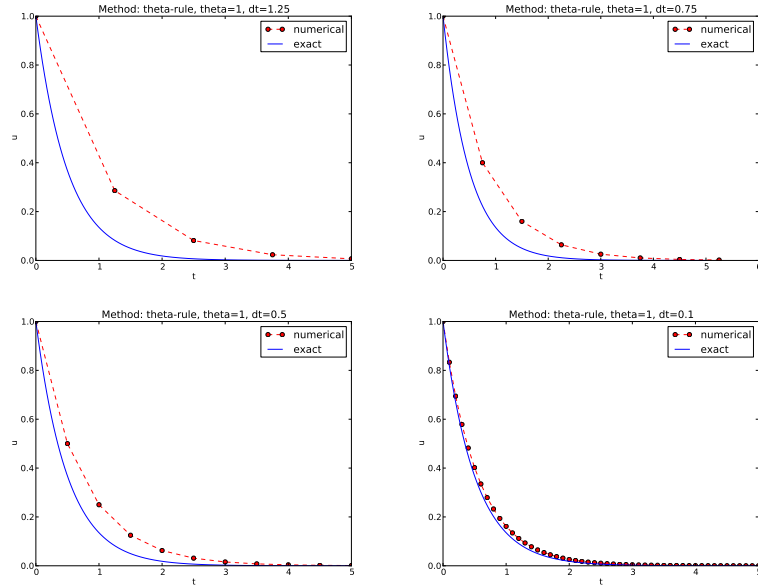 Method: theta-rule, theta=1, dt=1.25
numerical
exact
1.0
0.8
0.6
0.4
0.2
0.0
u
0 1 2 3 4 5
t
Method: theta-rule, theta=1, dt=0.75
numerical
exact
1.0
0.8
0.6
0.4
0.2
0.0
u
0 1 2 3 4 5 6
t
Method: theta-rule, theta=1, dt=0.5
numerical
exact
1.0
0.8
0.6
0.4
0.2
0.0
u
0 1 2 3 4 5
t
Method: theta-rule, theta=1, dt=0.1
numerical
exact
1.0
0.8
0.6
0.4
0.2
0.0
u
0 1 2 3 4 5
t